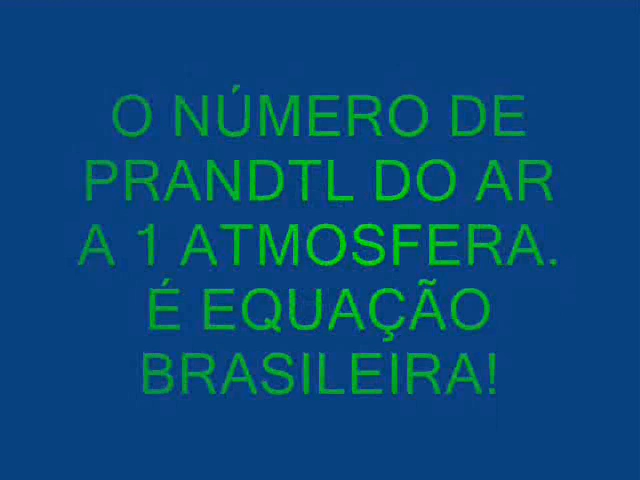 O NÚMERO DE
PRANDTL DO AR
A 1 ATMOSFERA.
É EQUAÇÃO
BRASILEIRA!